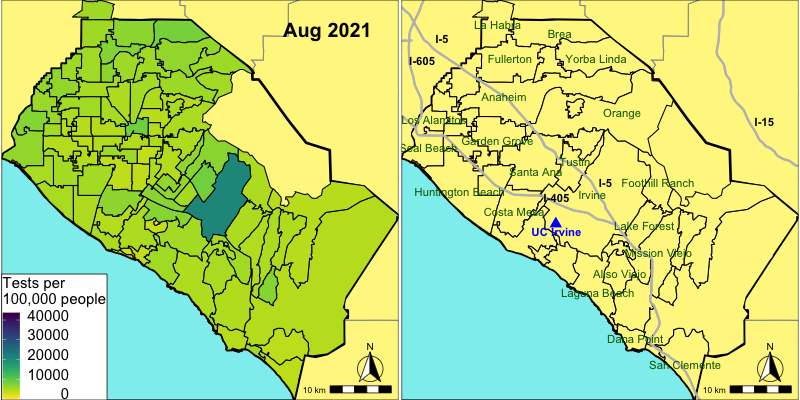 Aug 2021
Tests per
100,000 people
40000
30000
20000
10000
0
N
10 km
La Habra
I-5
Brea
I-605
Fullerton
Yorba Linda
Anaheim
Orange
Los Alamitos
I-15
Garden Grove
Seal Beach
Tustin
Santa Ana
I-5
Foothill Ranch
Huntington Beach
I-405
Irvine
Costa Mesa
Lake Forest
UC Irvine
Mission Viejo
Aliso Viejo
Laguna Beach
Dana Point
San Clemente
N
10 km